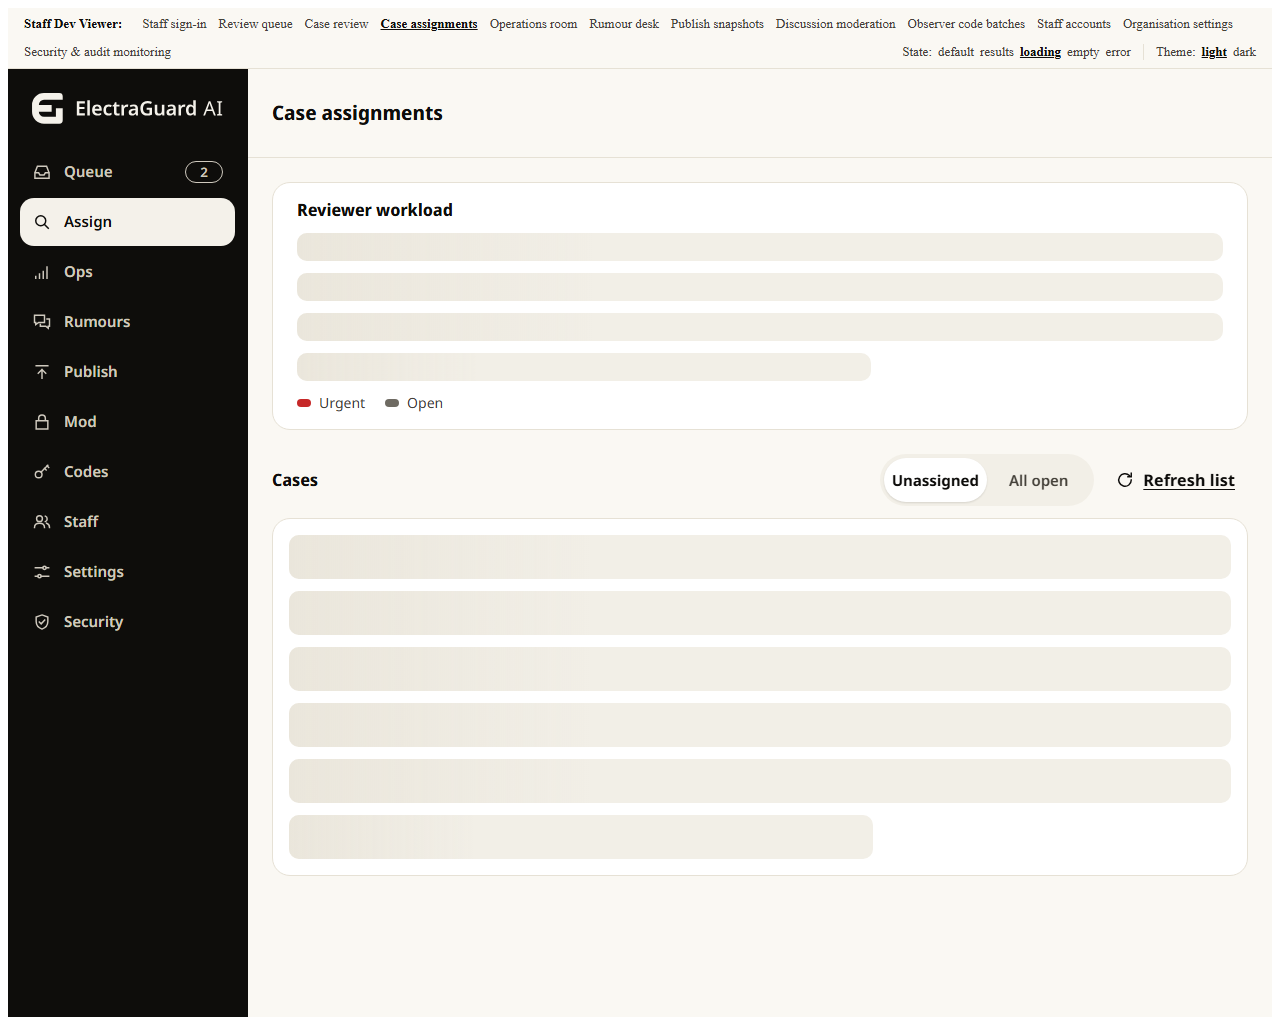 Staff Dev Viewer: Staff sign-in Review queue Case review Case assignments Operations room Rumour desk Publish snapshots Discussion moderation Observer code batches Staff accounts Organisation settings
Security & audit monitoring State: default results loading empty error Theme: light dark
ElectraGuard AI
Case assignments
Queue 2
Assign
Ops
Rumours
Publish
Mod
Codes
Staff
Settings
Security
Reviewer workload
Urgent Open
Cases Unassigned All open Refresh list